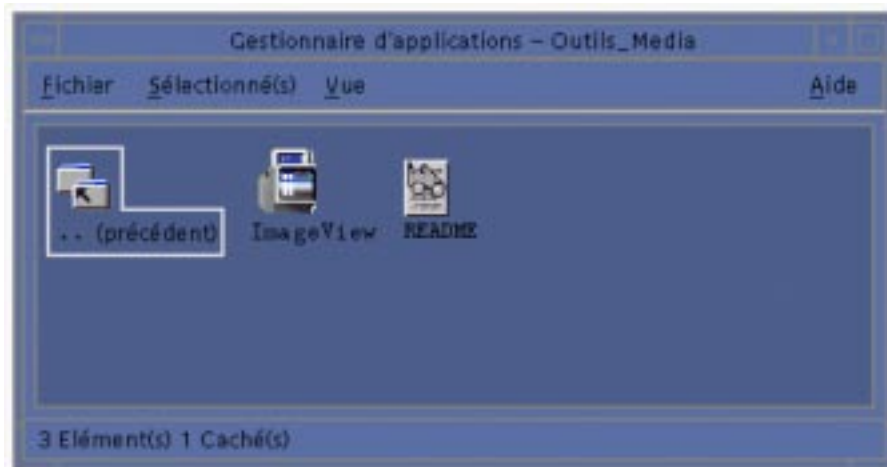 Gestionnaire d'applications – Outils_Media
Fichier Sélectionné(s) Vue Aide
.. (précédent) ImageView README
3 Elément(s) 1 Caché(s)